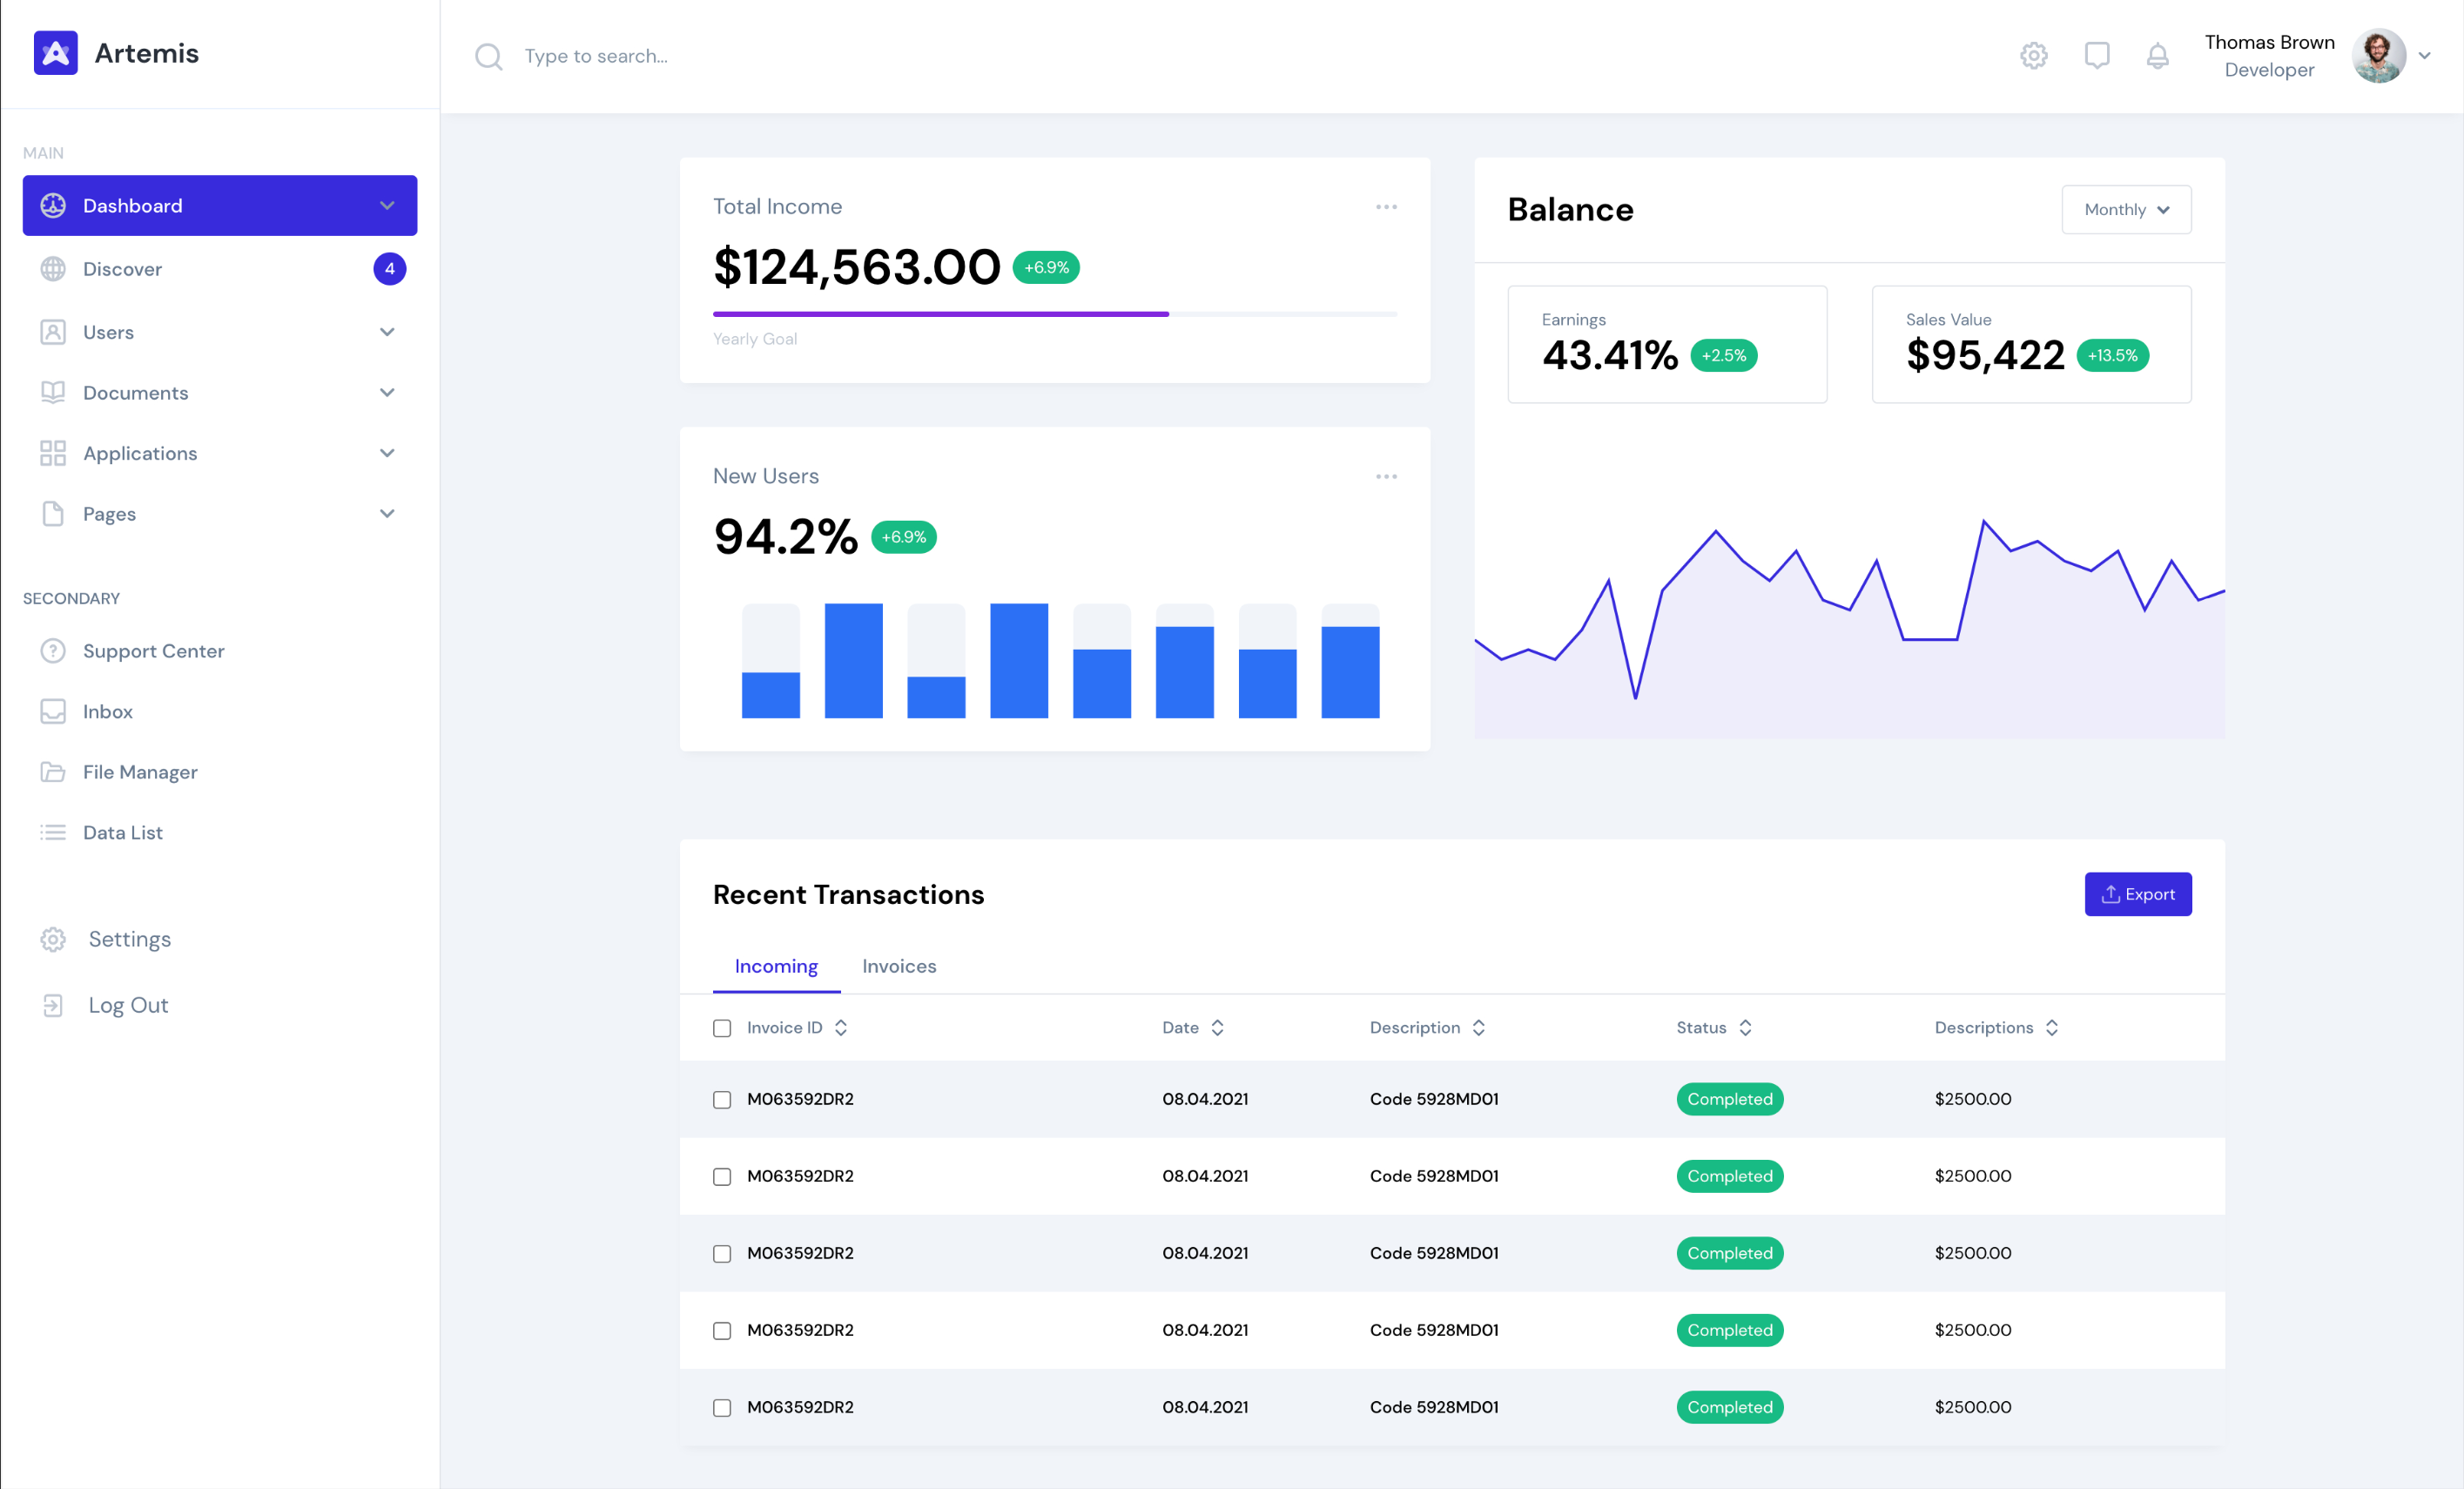 Artemis
Type to search...
Thomas Brown
Developer
MAIN
Dashboard
Discover 4
Users
Documents
Applications
Pages
SECONDARY
Support Center
Inbox
File Manager
Data List
Settings
Log Out
Total Income
$124,563.00 +6.9%
Yearly Goal
New Users
94.2% +6.9%
Balance Monthly
Earnings
43.41% +2.5%
Sales Value
$95,422 +13.5%
Recent Transactions Export
Incoming Invoices
Invoice ID Date Description Status Descriptions
M063592DR2 08.04.2021 Code 5928MD01 Completed $2500.00
M063592DR2 08.04.2021 Code 5928MD01 Completed $2500.00
M063592DR2 08.04.2021 Code 5928MD01 Completed $2500.00
M063592DR2 08.04.2021 Code 5928MD01 Completed $2500.00
M063592DR2 08.04.2021 Code 5928MD01 Completed $2500.00